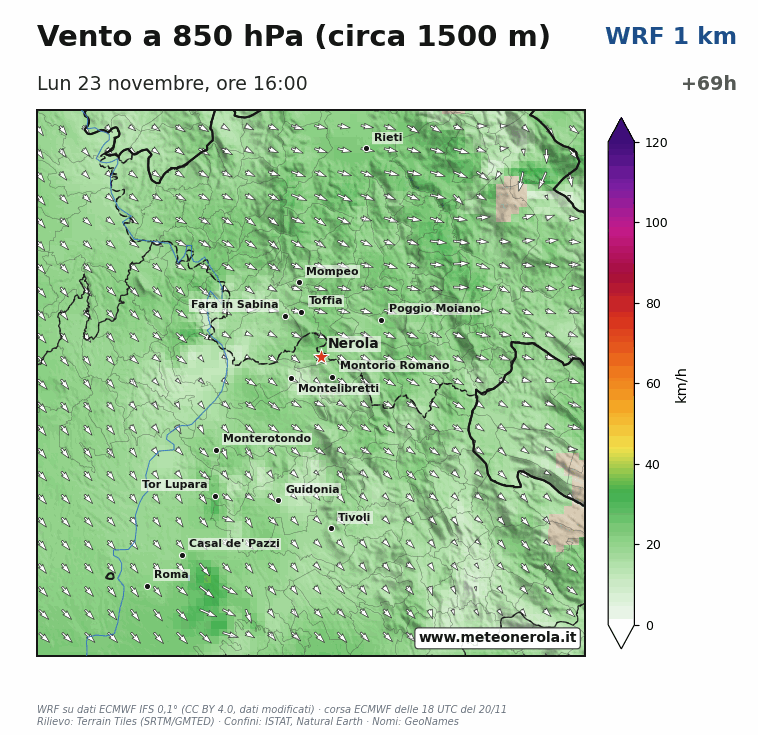 Vento a 850 hPa (circa 1500 m)
WRF 1 km
Lun 23 novembre, ore 16:00
+69h
Rieti
Mompeo
Fara in Sabina
Toffia
Poggio Moiano
Nerola
Montorio Romano
Montelibretti
Monterotondo
Tor Lupara
Guidonia
Tivoli
Casal de' Pazzi
Roma
www.meteonerola.it
120
100
80
60
40
20
0
km/h
WRF su dati ECMWF IFS 0,1° (CC BY 4.0, dati modificati) · corsa ECMWF delle 18 UTC del 20/11
Rilievo: Terrain Tiles (SRTM/GMTED) · Confini: ISTAT, Natural Earth · Nomi: GeoNames